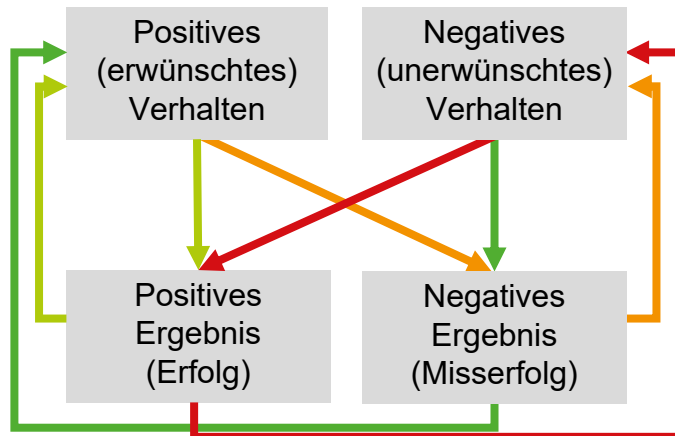 Positives
(erwünschtes)
Verhalten
Negatives
(unerwünschtes)
Verhalten
Positives
Ergebnis
(Erfolg)
Negatives
Ergebnis
(Misserfolg)